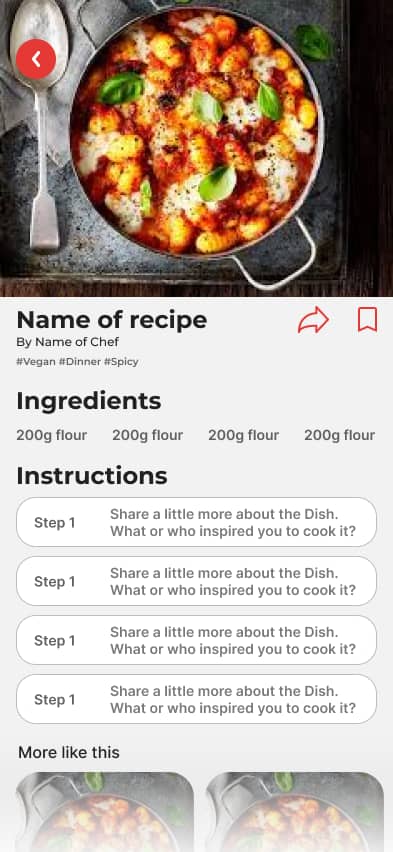 Name of recipe
By Name of Chef
#Vegan #Dinner #Spicy
Ingredients
200g flour 200g flour 200g flour 200g flour
Instructions
Step 1
Share a little more about the Dish.
What or who inspired you to cook it?
Step 1
Share a little more about the Dish.
What or who inspired you to cook it?
Step 1
Share a little more about the Dish.
What or who inspired you to cook it?
Step 1
Share a little more about the Dish.
What or who inspired you to cook it?
More like this